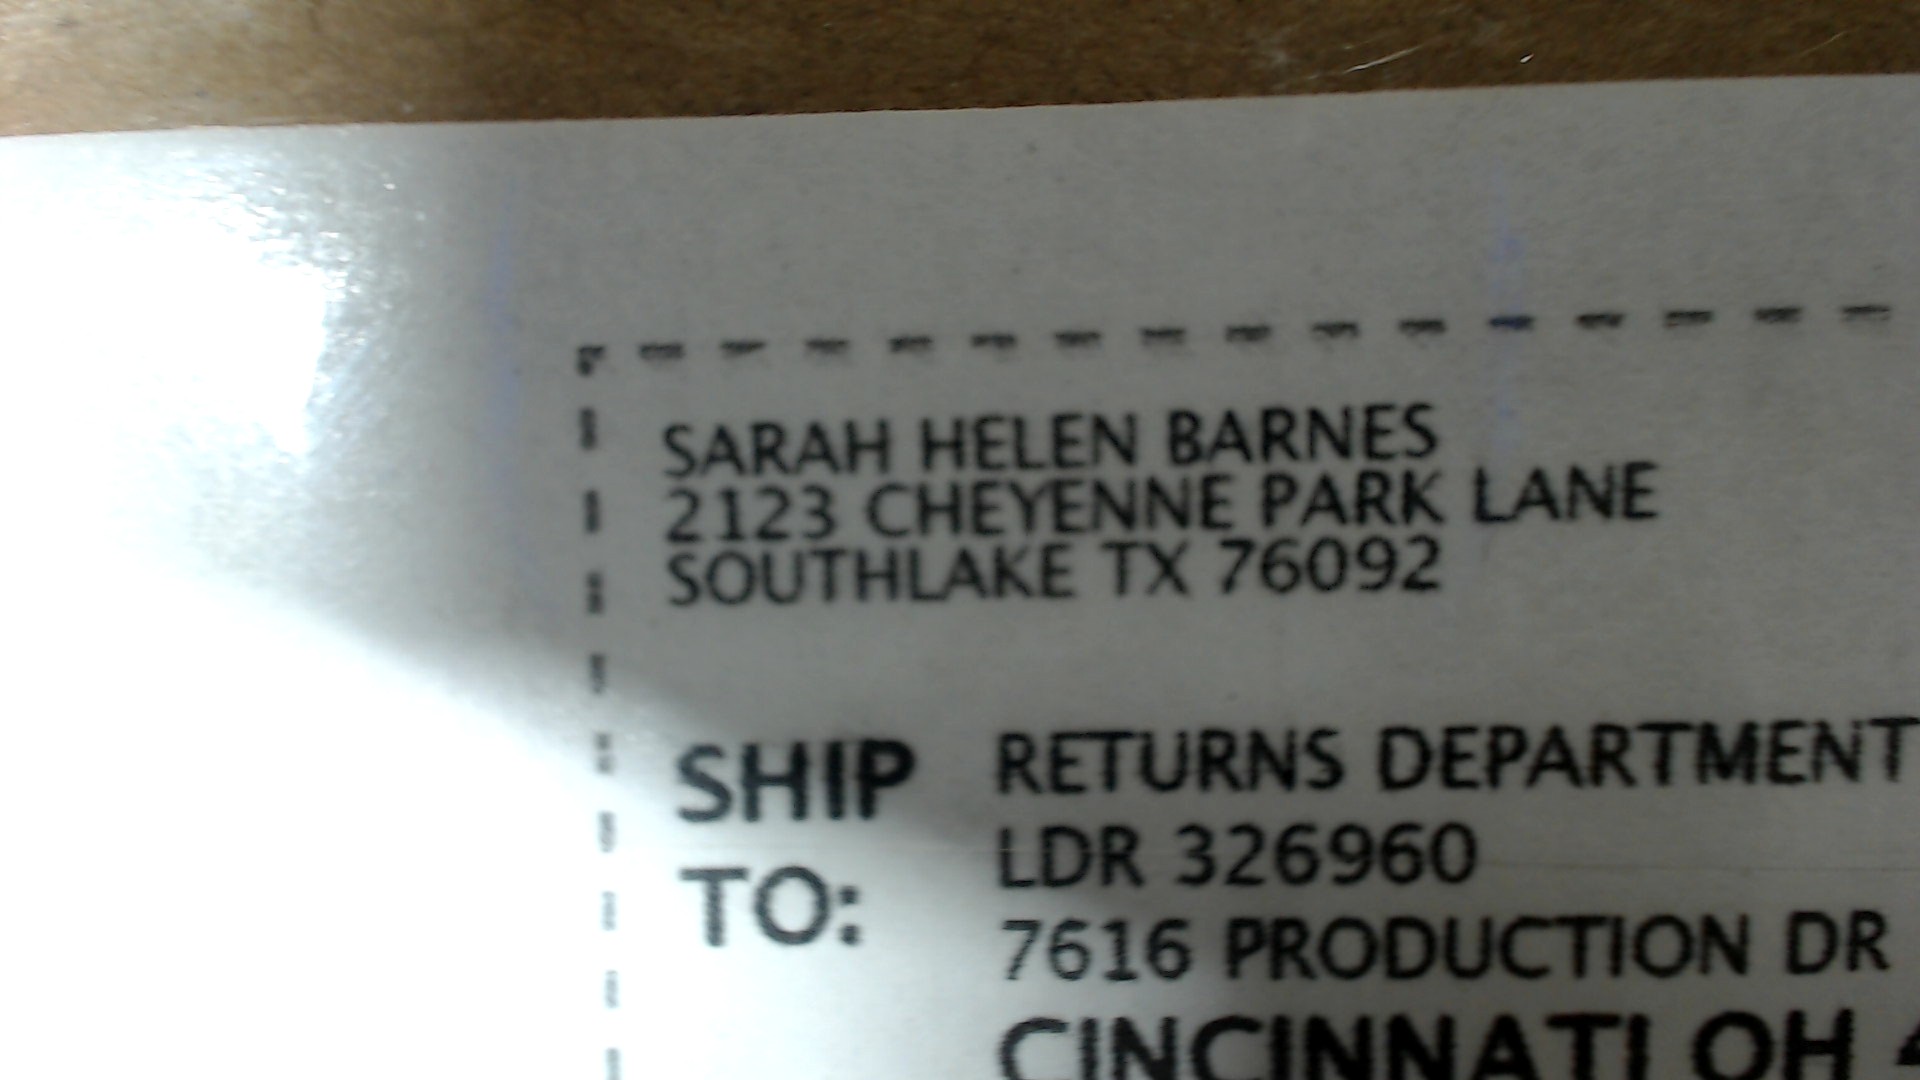 SARAH HELEN BARNES
2123 CHEYENNE PARK LANE
SOUTHLAKE TX 76092
SHIP TO:
RETURNS DEPARTMENT
LDR 326960
7616 PRODUCTION DR
CINCINNATI OH